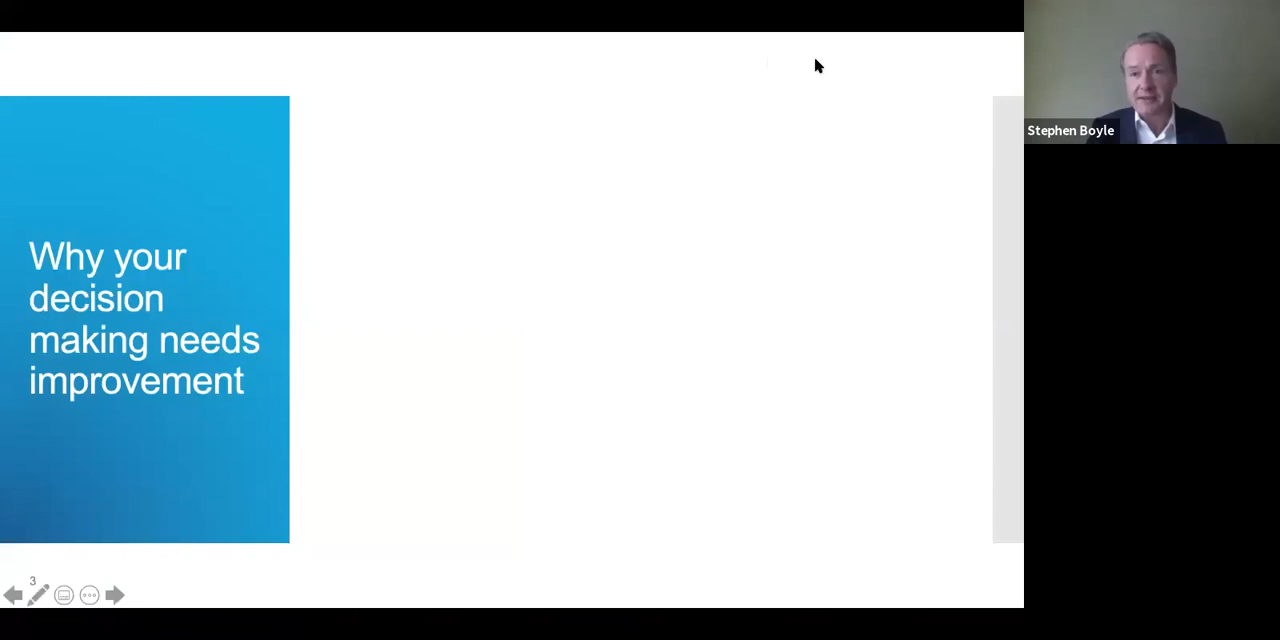 Why your
decision
making needs
improvement
3
Stephen Boyle